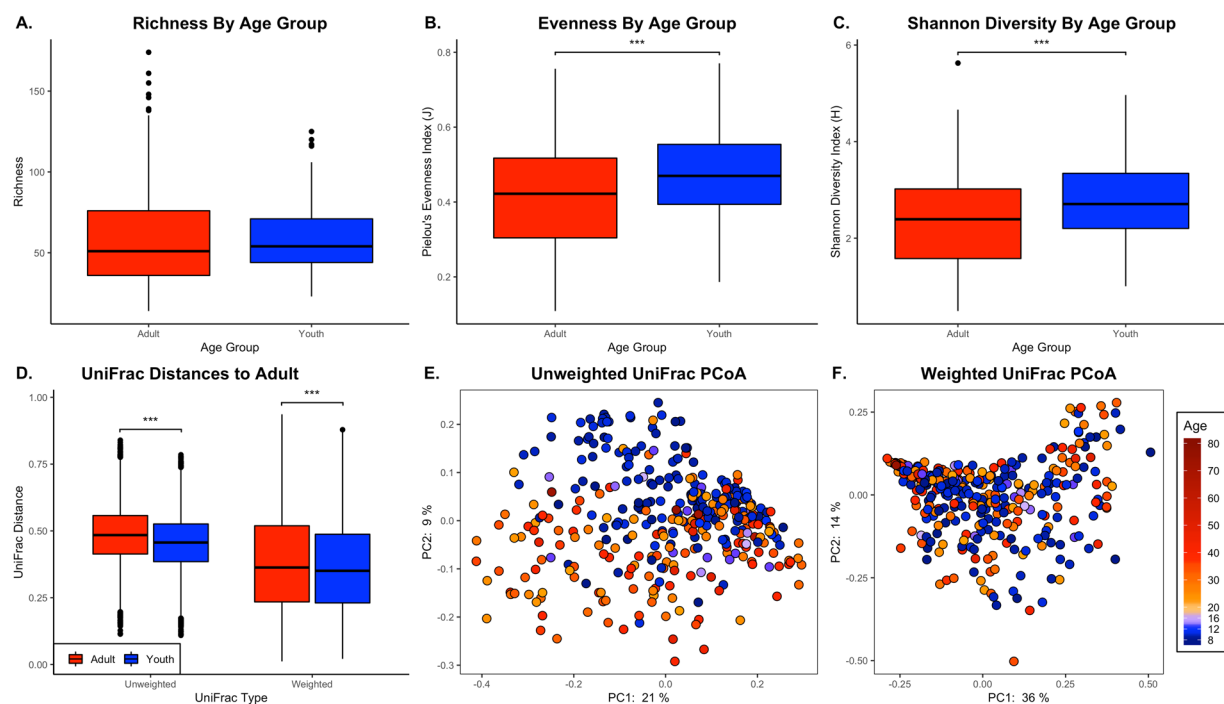 A. Richness By Age Group
Richness
150
100
50
Adult Youth
Age Group
B. Evenness By Age Group
***
Pielou's Evenness Index (J)
0.8
0.6
0.4
0.2
Adult Youth
Age Group
C. Shannon Diversity By Age Group
***
Shannon Diversity Index (H)
6
4
2
Adult Youth
Age Group
D. UniFrac Distances to Adult
***
***
UniFrac Distance
1.00
0.75
0.50
0.25
0.00
Adult Youth
Unweighted Weighted
UniFrac Type
E. Unweighted UniFrac PCoA
PC2: 9 %
0.2
0.1
0.0
-0.1
-0.2
-0.3
-0.4 -0.2 0.0 0.2
PC1: 21 %
F. Weighted UniFrac PCoA
PC2: 14 %
0.25
0.00
-0.25
-0.50
-0.25 0.00 0.25 0.50
PC1: 36 %
Age
80
70
60
50
40
30
20
16
12
8